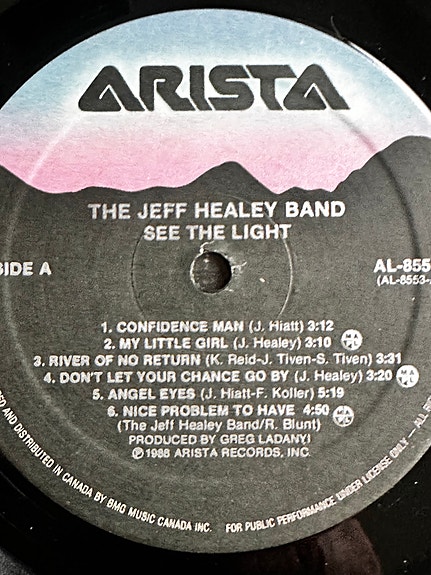 ARISTA
THE JEFF HEALEY BAND
SEE THE LIGHT
SIDE A
AL-855
(AL-8553-
1. CONFIDENCE MAN (J. Hiatt) 3:12
2. MY LITTLE GIRL (J. Healey) 3:10
3. RIVER OF NO RETURN (K. Reid-J. Tiven-S. Tiven) 3:31
4. DON'T LET YOUR CHANCE GO BY (J. Healey) 3:20
5. ANGEL EYES (J. Hiatt-F. Koller) 5:19
6. NICE PROBLEM TO HAVE 4:50
(The Jeff Healey Band/R. Blunt)
PRODUCED BY GREG LADANYI
℗1988 ARISTA RECORDS, INC.
AND DISTRIBUTED IN CANADA BY BMG MUSIC CANADA INC. FOR PUBLIC PERFORMANCE UNDER LICENSE ONLY — ALL